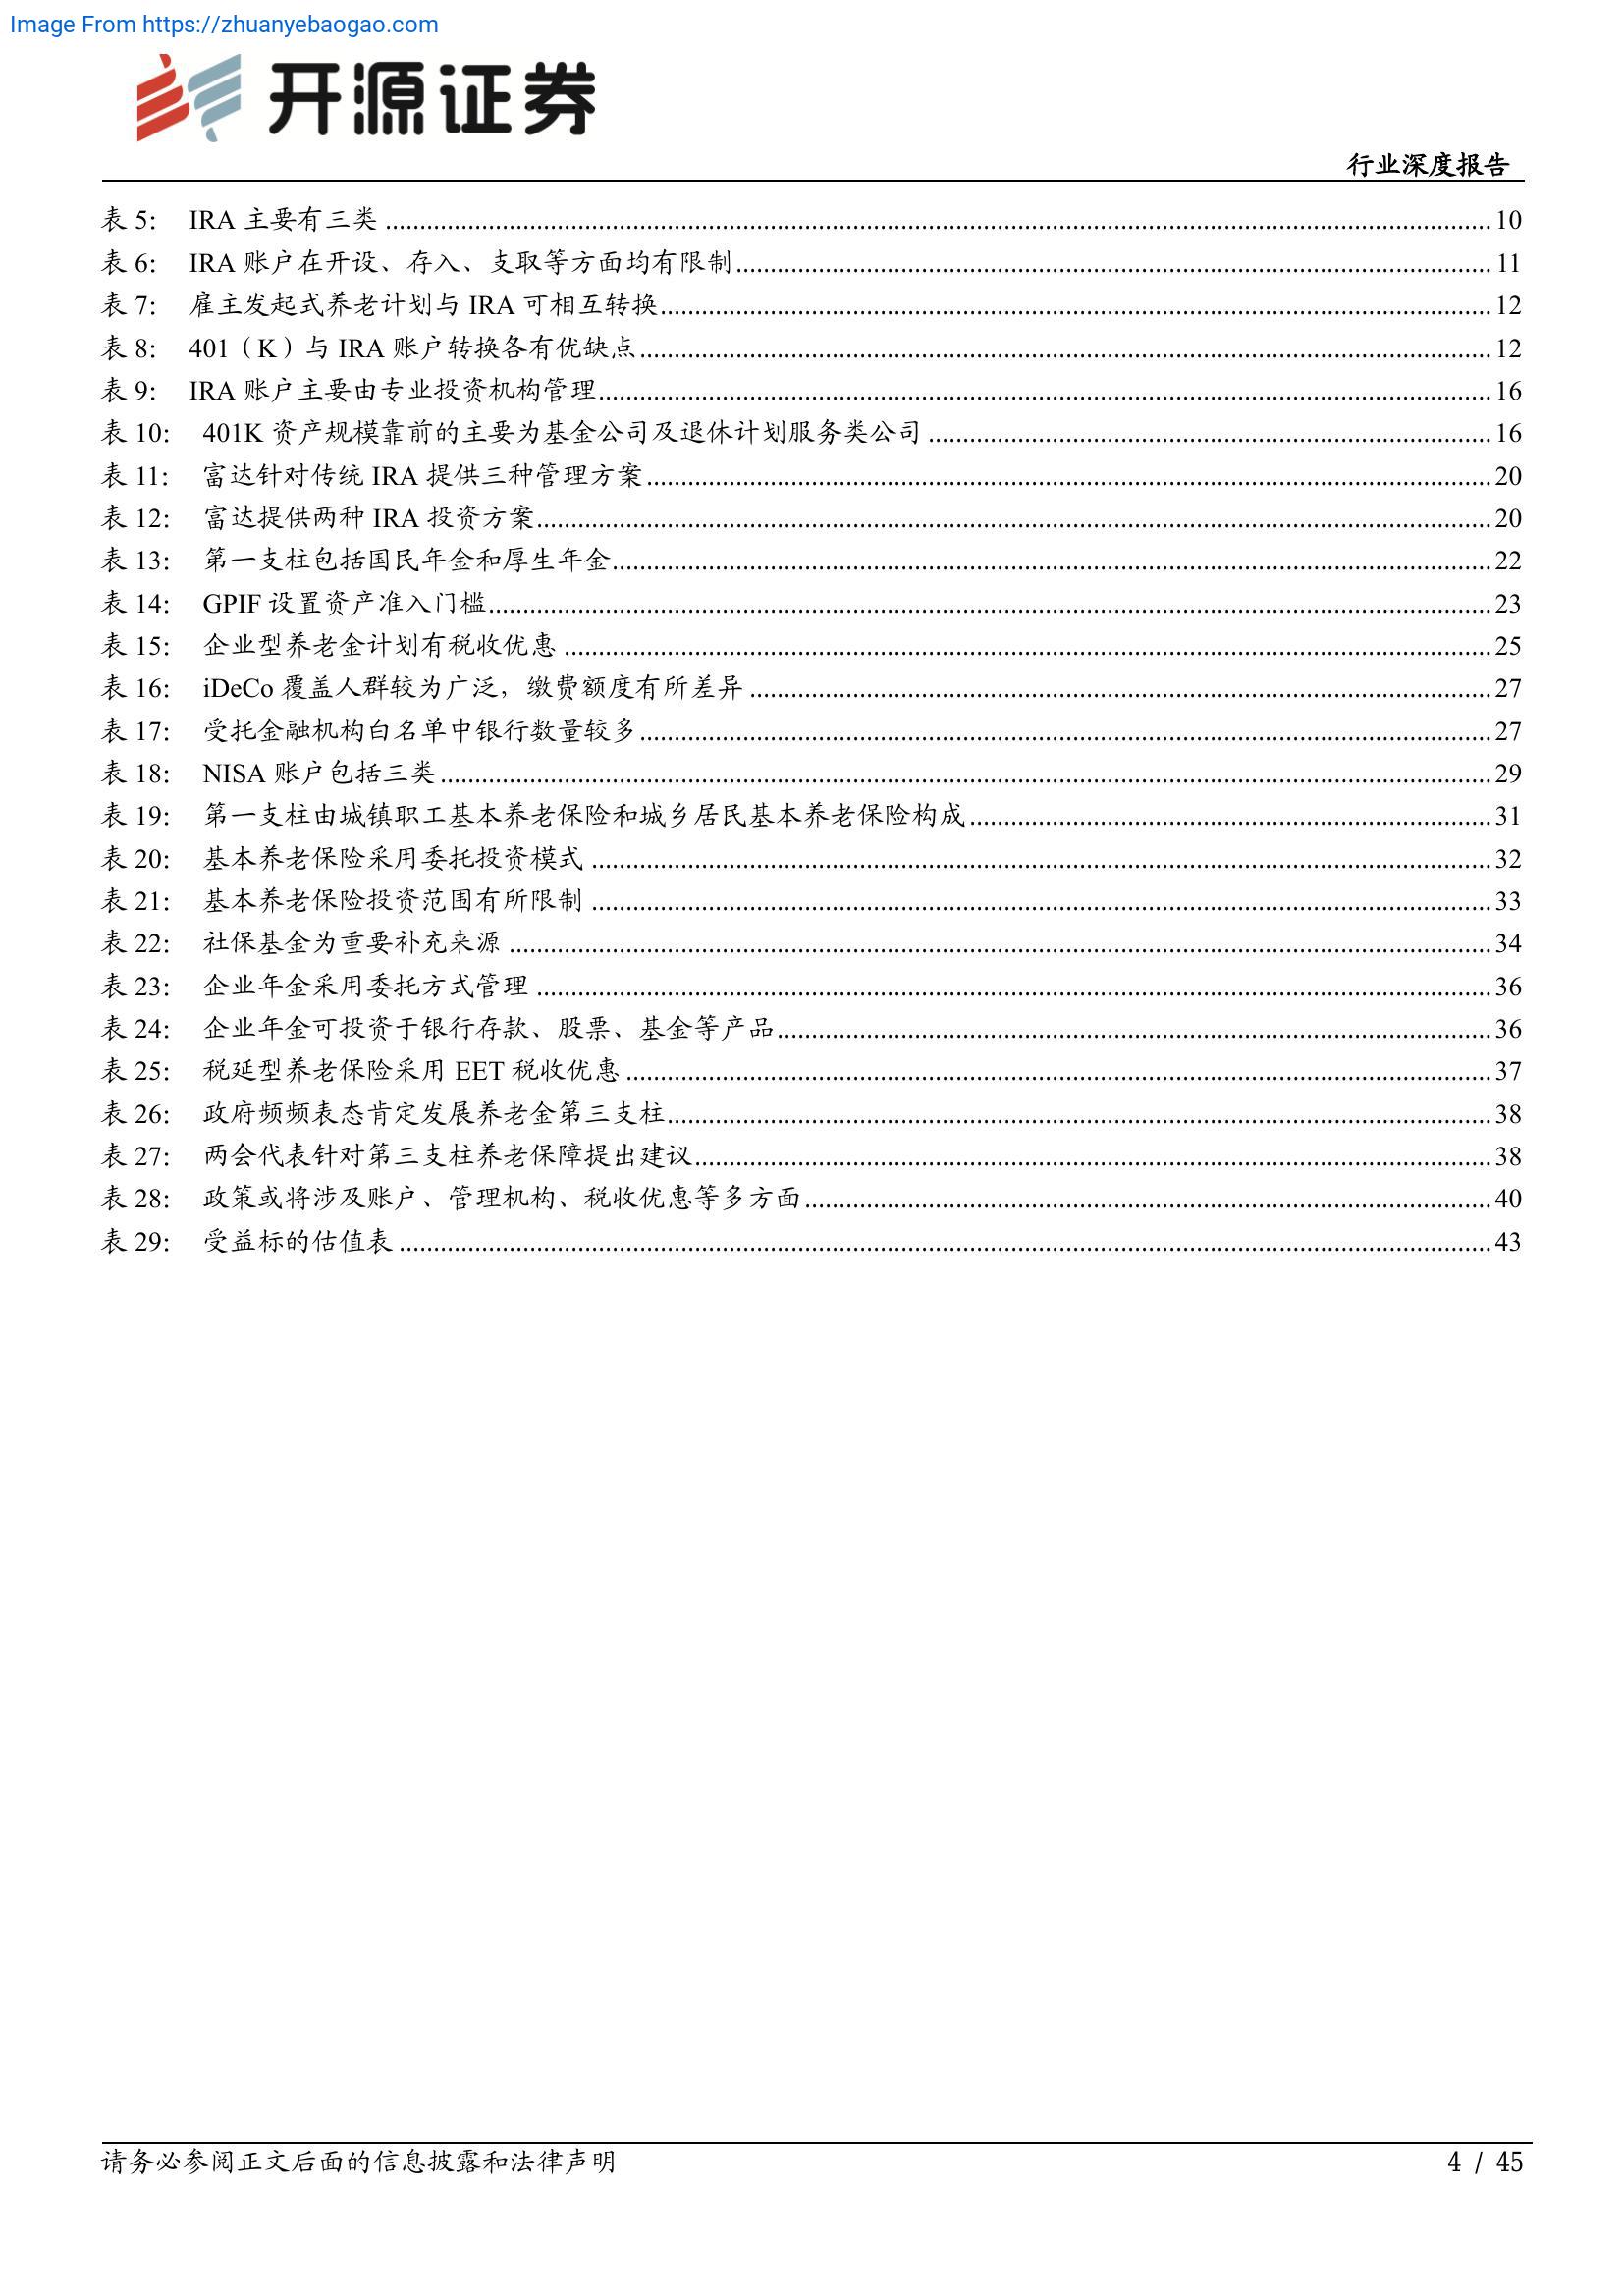 Image From https://zhuanyebaogao.com
开源证券
行业深度报告
表 5： IRA 主要有三类 10
表 6： IRA 账户在开设、存入、支取等方面均有限制 11
表 7： 雇主发起式养老计划与 IRA 可相互转换 12
表 8： 401（K）与 IRA 账户转换各有优缺点 12
表 9： IRA 账户主要由专业投资机构管理 16
表 10： 401K 资产规模靠前的主要为基金公司及退休计划服务类公司 16
表 11： 富达针对传统 IRA 提供三种管理方案 20
表 12： 富达提供两种 IRA 投资方案 20
表 13： 第一支柱包括国民年金和厚生年金 22
表 14： GPIF 设置资产准入门槛 23
表 15： 企业型养老金计划有税收优惠 25
表 16： iDeCo 覆盖人群较为广泛，缴费额度有所差异 27
表 17： 受托金融机构白名单中银行数量较多 27
表 18： NISA 账户包括三类 29
表 19： 第一支柱由城镇职工基本养老保险和城乡居民基本养老保险构成 31
表 20： 基本养老保险采用委托投资模式 32
表 21： 基本养老保险投资范围有所限制 33
表 22： 社保基金为重要补充来源 34
表 23： 企业年金采用委托方式管理 36
表 24： 企业年金可投资于银行存款、股票、基金等产品 36
表 25： 税延型养老保险采用 EET 税收优惠 37
表 26： 政府频频表态肯定发展养老金第三支柱 38
表 27： 两会代表针对第三支柱养老保障提出建议 38
表 28： 政策或将涉及账户、管理机构、税收优惠等多方面 40
表 29： 受益标的估值表 43
请务必参阅正文后面的信息披露和法律声明 4 / 45